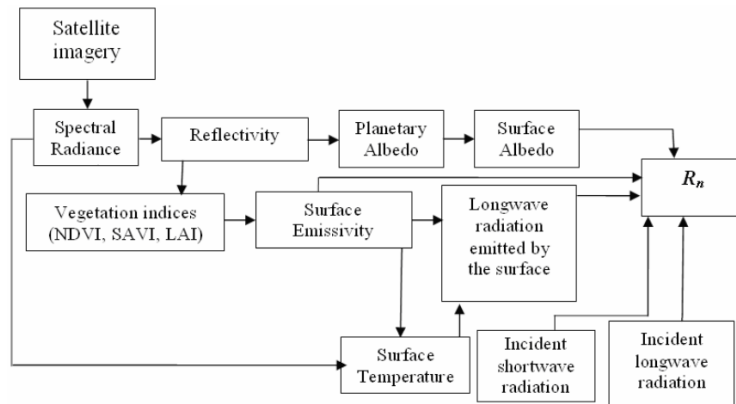 Satellite
imagery
Spectral
Radiance
Reflectivity
Planetary
Albedo
Surface
Albedo
Rn
Vegetation indices
(NDVI, SAVI, LAI)
Surface
Emissivity
Longwave
radiation
emitted by
the surface
Surface
Temperature
Incident
shortwave
radiation
Incident
longwave
radiation